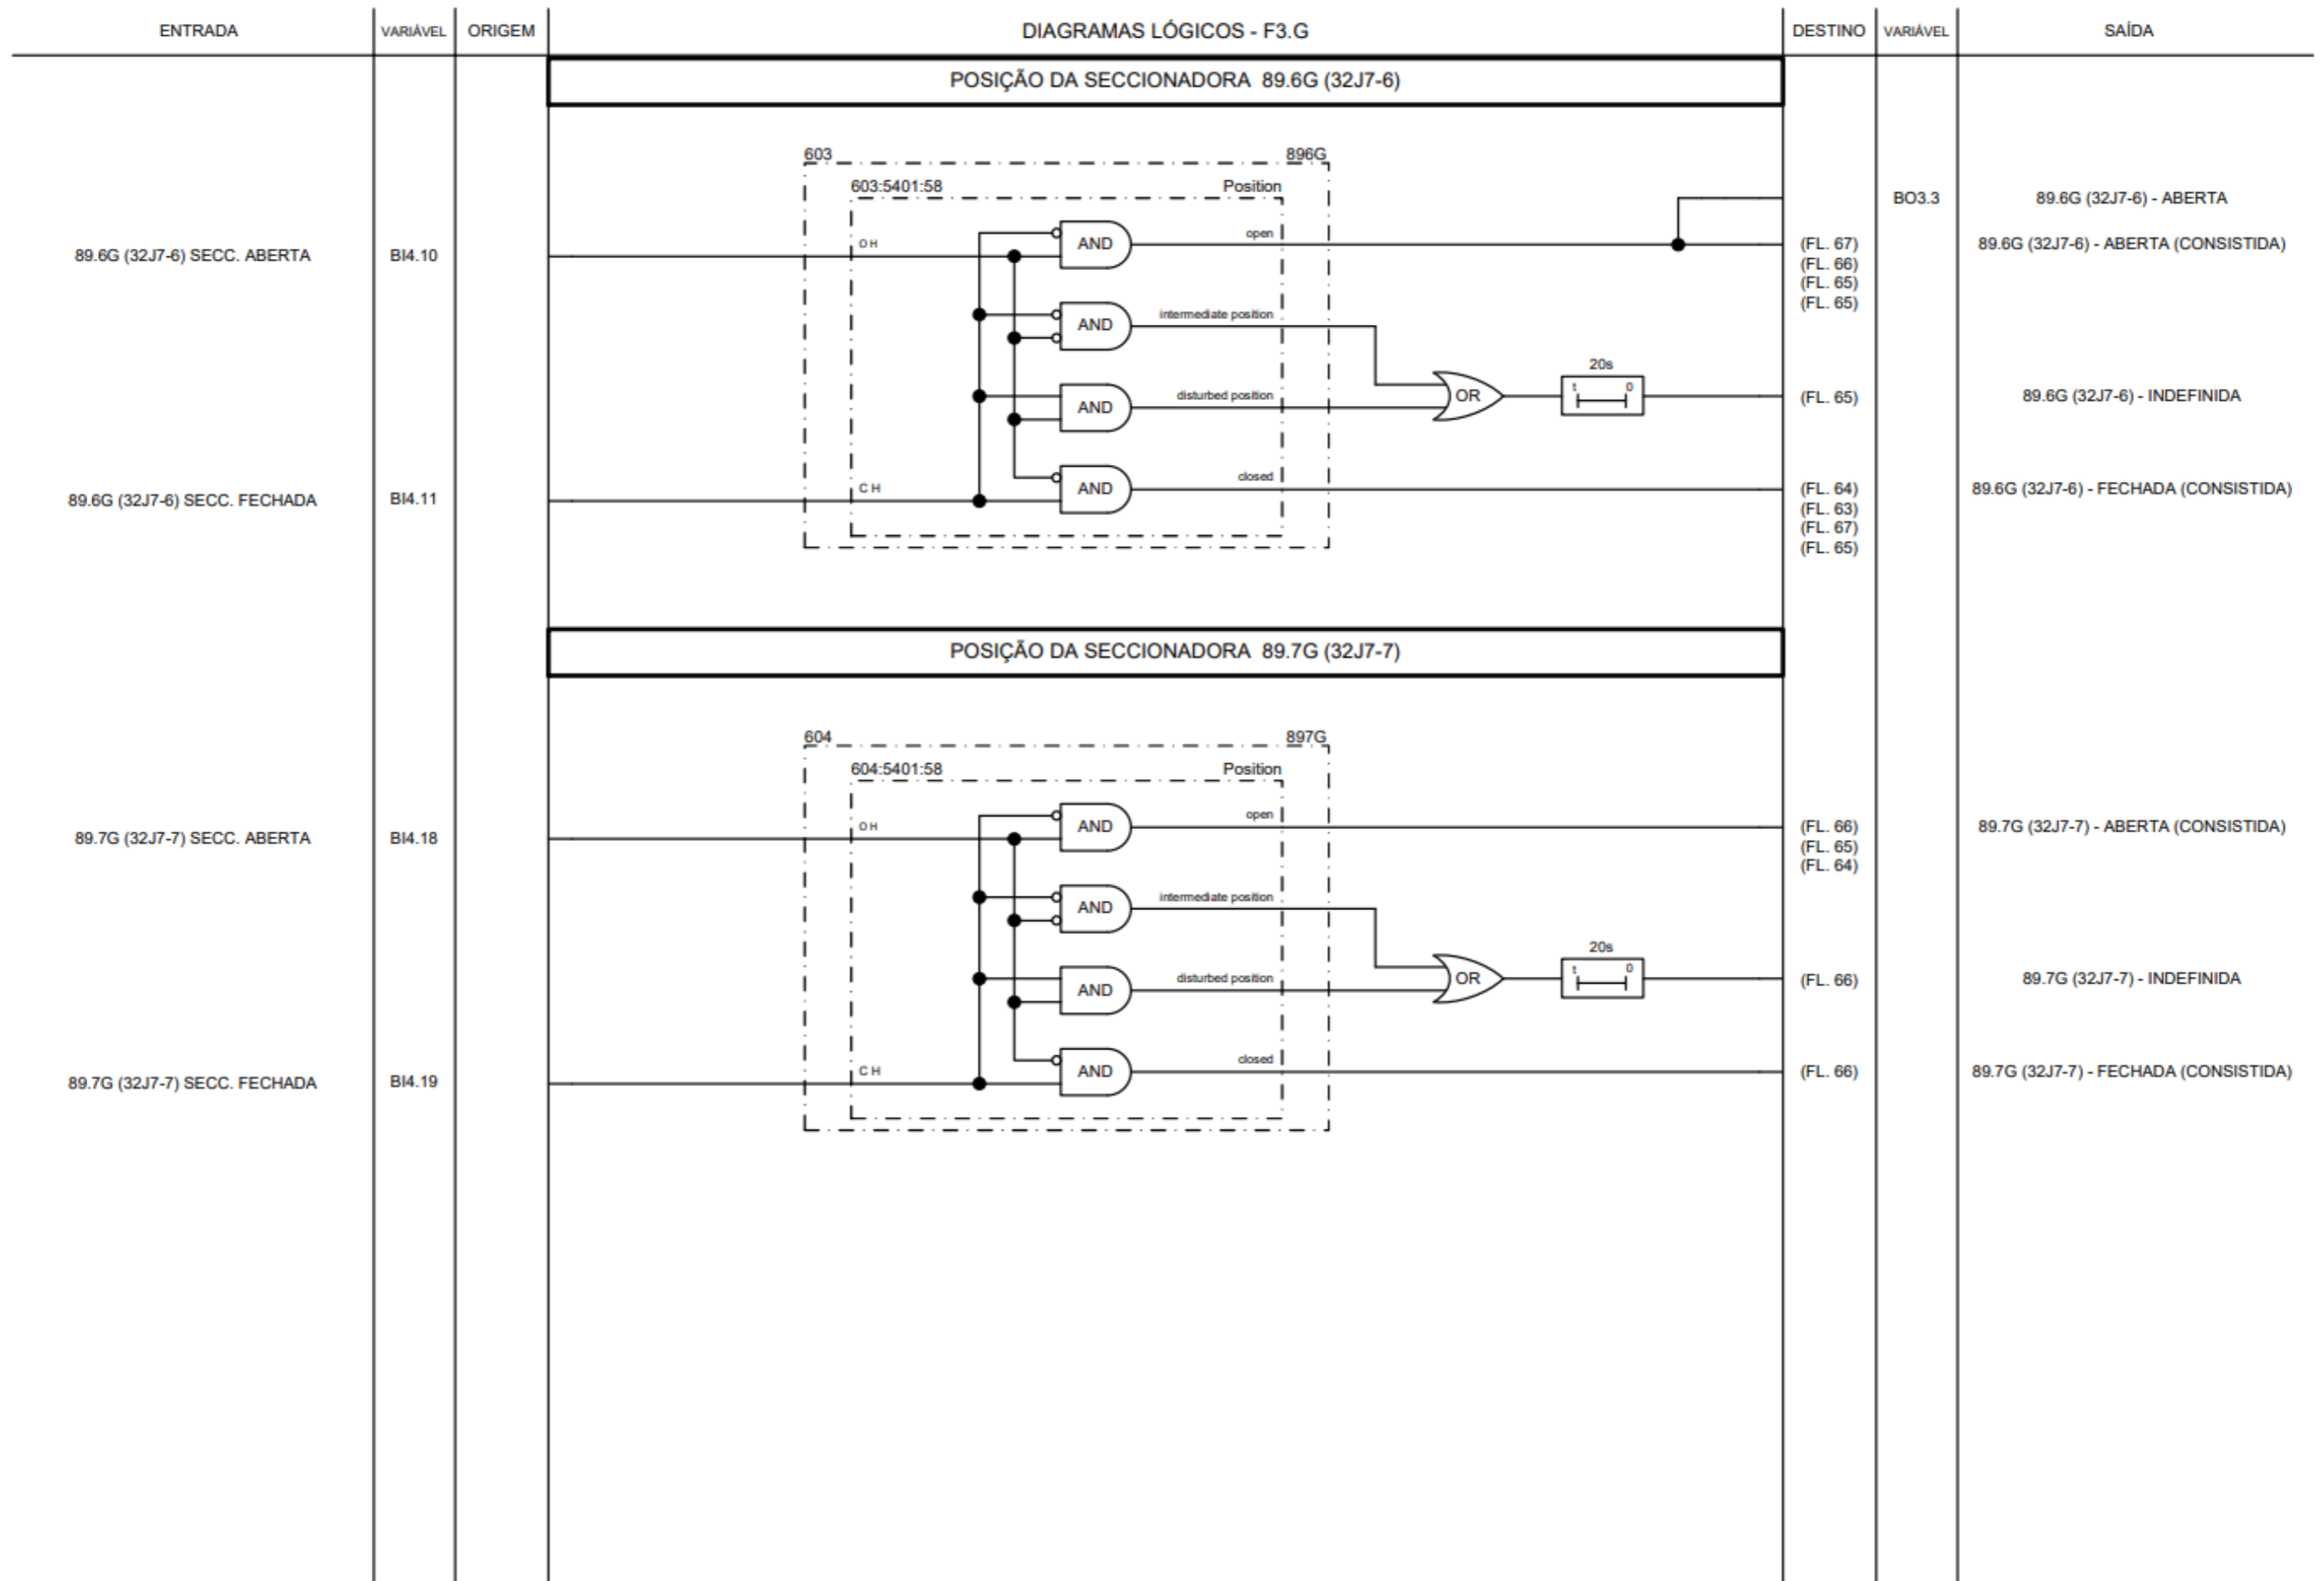 ENTRADA VARIÁVEL ORIGEM DIAGRAMAS LÓGICOS - F3.G DESTINO VARIÁVEL SAÍDA
POSIÇÃO DA SECCIONADORA 89.6G (32J7-6)
603 896G
603:5401:58 Position
BO3.3 89.6G (32J7-6) - ABERTA
89.6G (32J7-6) SECC. ABERTA BI4.10 OH AND open (FL. 67) 89.6G (32J7-6) - ABERTA (CONSISTIDA)
(FL. 66)
(FL. 65)
(FL. 65)
AND intermediate position
20s
t 0
AND disturbed position OR (FL. 65) 89.6G (32J7-6) - INDEFINIDA
89.6G (32J7-6) SECC. FECHADA BI4.11 CH AND closed (FL. 64) 89.6G (32J7-6) - FECHADA (CONSISTIDA)
(FL. 63)
(FL. 67)
(FL. 65)
POSIÇÃO DA SECCIONADORA 89.7G (32J7-7)
604 897G
604:5401:58 Position
89.7G (32J7-7) SECC. ABERTA BI4.18 OH AND open (FL. 66) 89.7G (32J7-7) - ABERTA (CONSISTIDA)
(FL. 65)
(FL. 64)
AND intermediate position
20s
t 0
AND disturbed position OR (FL. 66) 89.7G (32J7-7) - INDEFINIDA
89.7G (32J7-7) SECC. FECHADA BI4.19 CH AND closed (FL. 66) 89.7G (32J7-7) - FECHADA (CONSISTIDA)